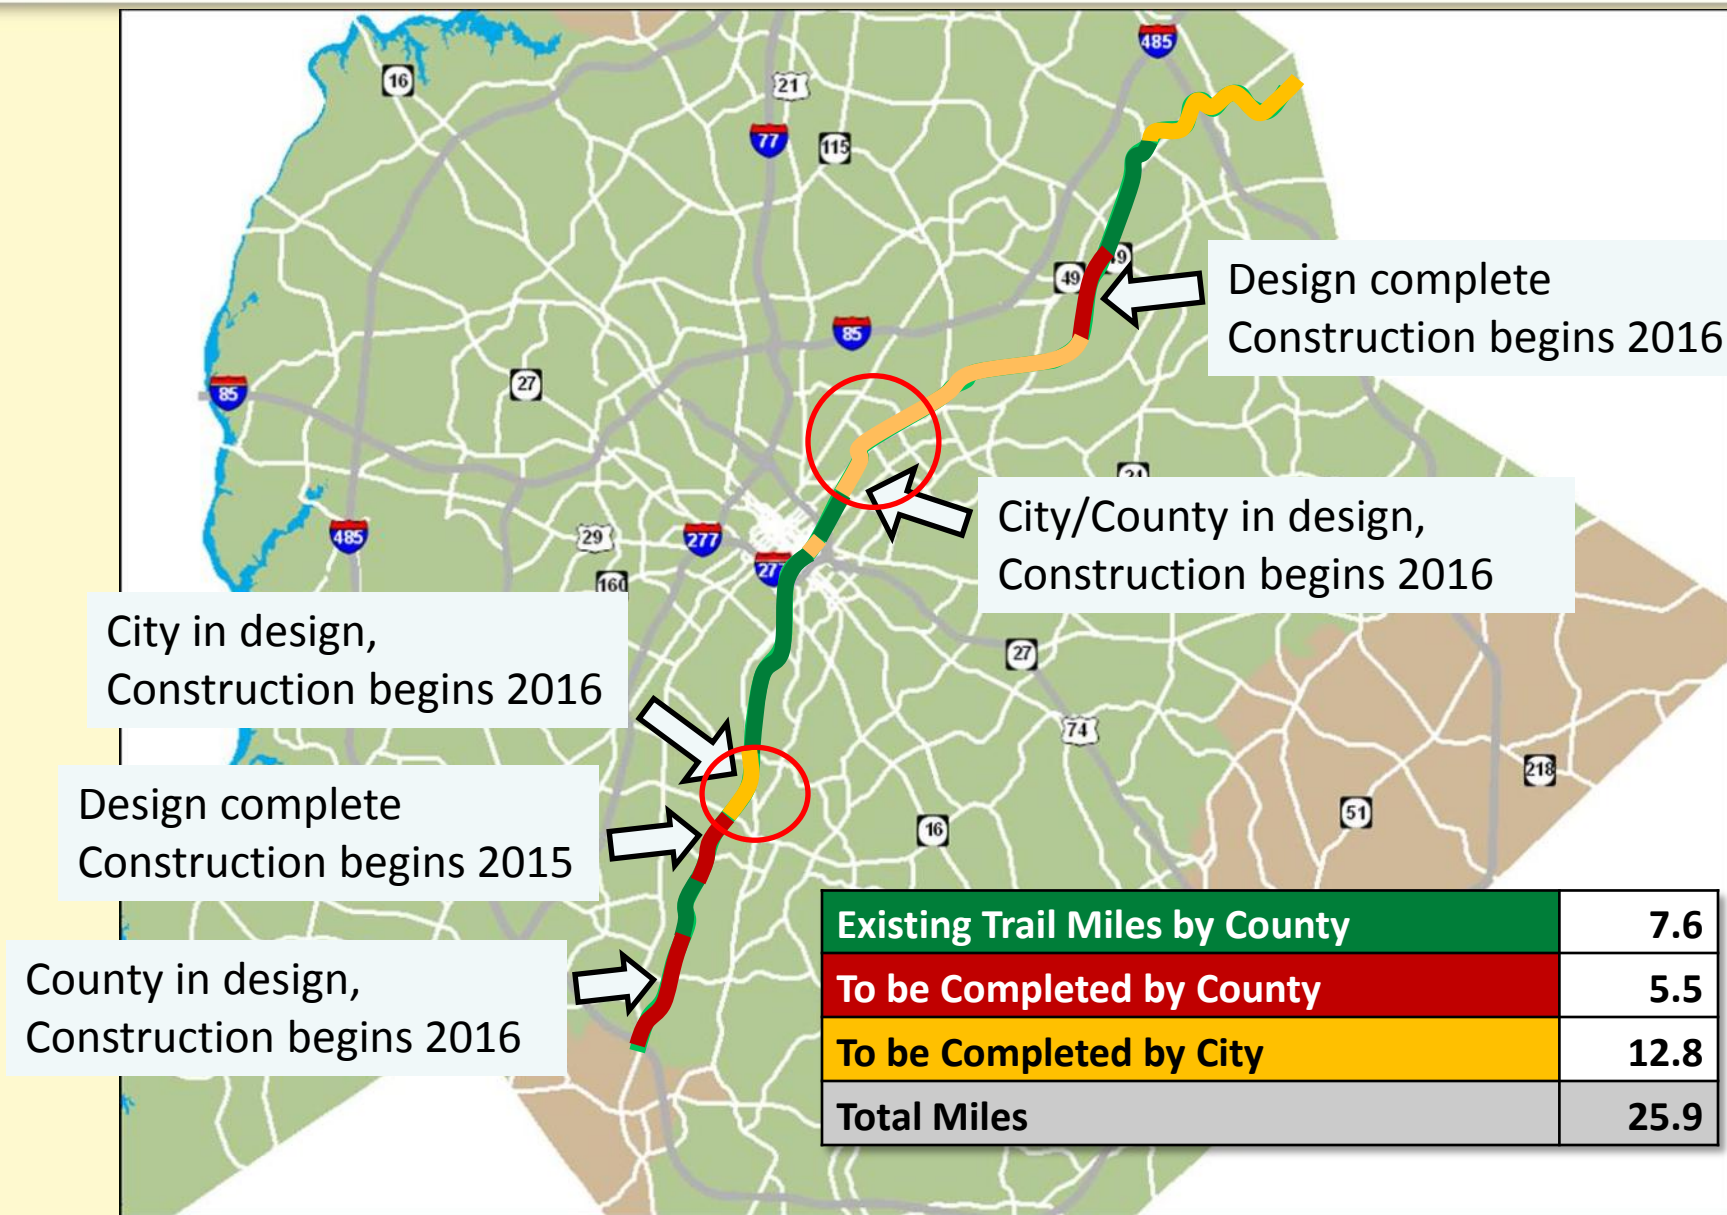 485
16
21
77
115
49
Design complete
Construction begins 2016
85
27
85
City/County in design,
Construction begins 2016
485
29
277
160
City in design,
Construction begins 2016
27
74
218
Design complete
Construction begins 2015
51
16
County in design,
Construction begins 2016
Existing Trail Miles by County 7.6
To be Completed by County 5.5
To be Completed by City 12.8
Total Miles 25.9